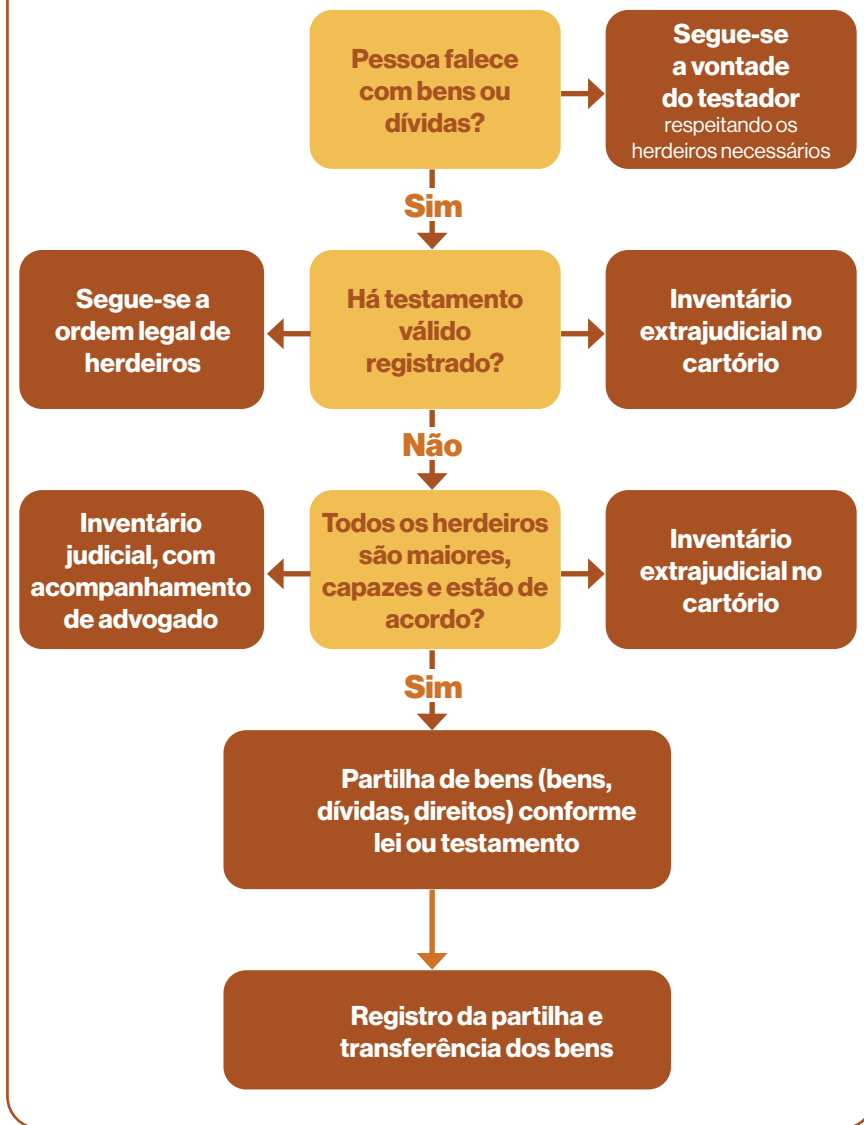 Pessoa falece
com bens ou
dívidas?
Segue-se
a vontade
do testador
respeitando os
herdeiros necessários
Sim
Segue-se a
ordem legal de
herdeiros
Há testamento
válido
registrado?
Inventário
extrajudicial no
cartório
Não
Inventário
judicial, com
acompanhamento
de advogado
Todos os herdeiros
são maiores,
capazes e estão de
acordo?
Inventário
extrajudicial no
cartório
Sim
Partilha de bens (bens,
dívidas, direitos) conforme
lei ou testamento
Registro da partilha e
transferência dos bens